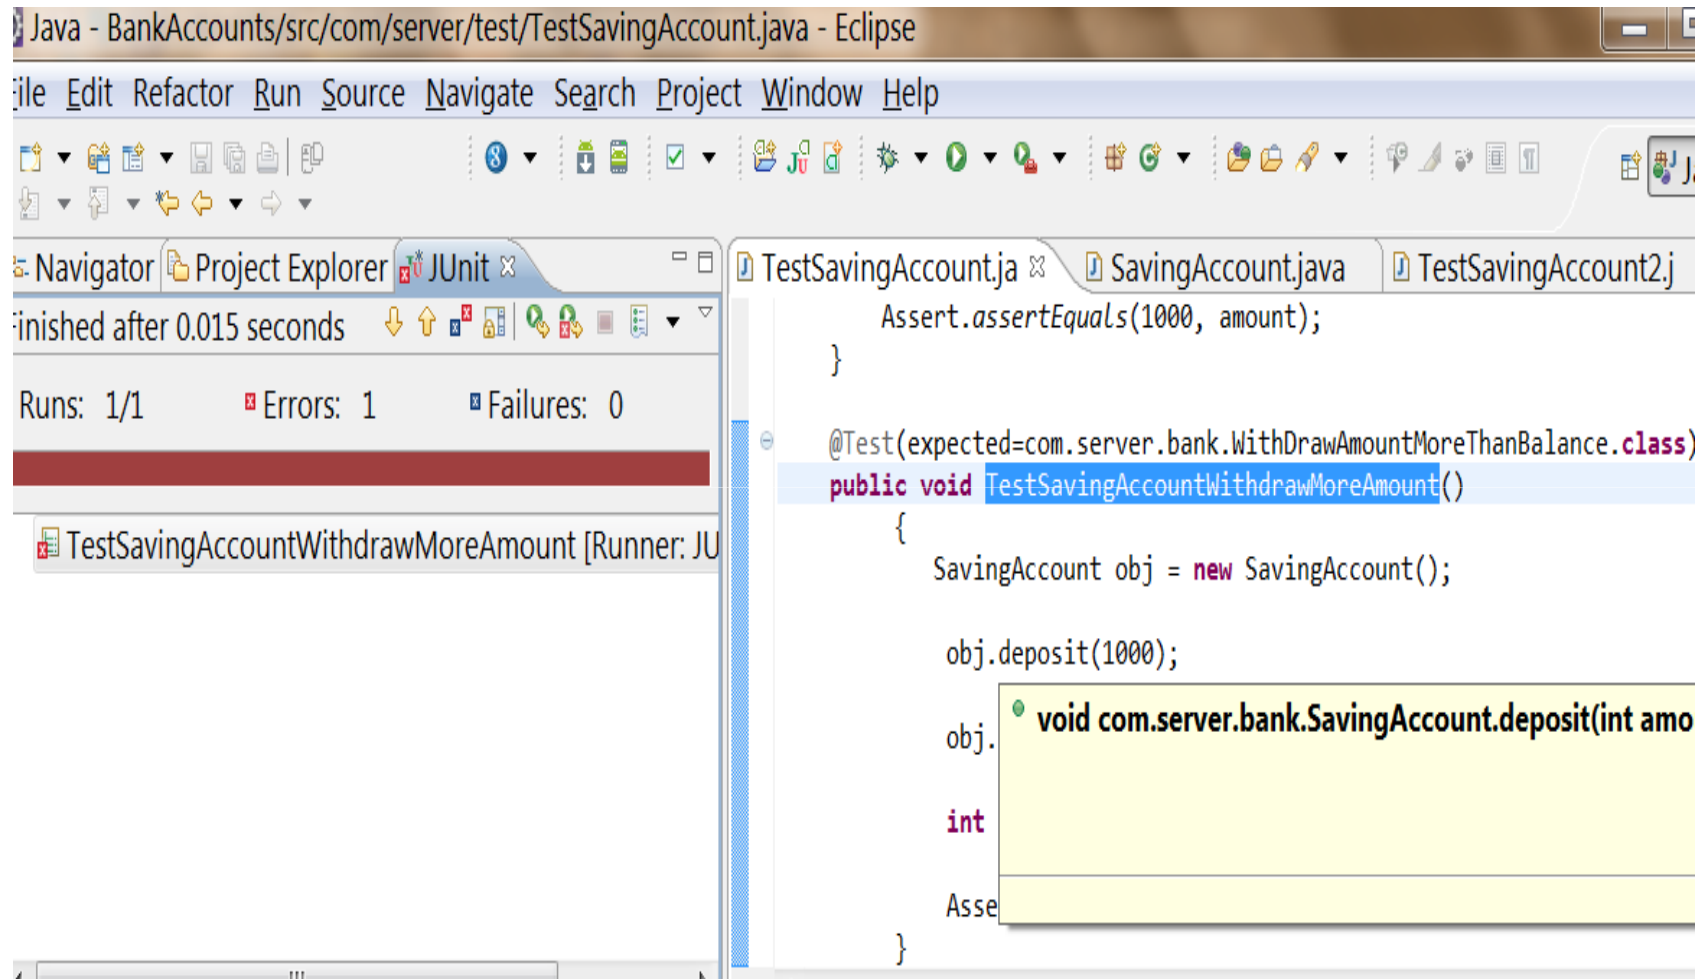 Java - BankAccounts/src/com/server/test/TestSavingAccount.java - Eclipse
File Edit Refactor Run Source Navigate Search Project Window Help
Navigator Project Explorer JUnit
TestSavingAccount.ja SavingAccount.java TestSavingAccount2.j
Finished after 0.015 seconds
Runs: 1/1 Errors: 1 Failures: 0
TestSavingAccountWithdrawMoreAmount [Runner: JU
Assert.assertEquals(1000, amount);
}
@Test(expected=com.server.bank.WithDrawAmountMoreThanBalance.class)
public void TestSavingAccountWithdrawMoreAmount()
{
SavingAccount obj = new SavingAccount();
obj.deposit(1000);
obj.
void com.server.bank.SavingAccount.deposit(int amo
int
Asse
}